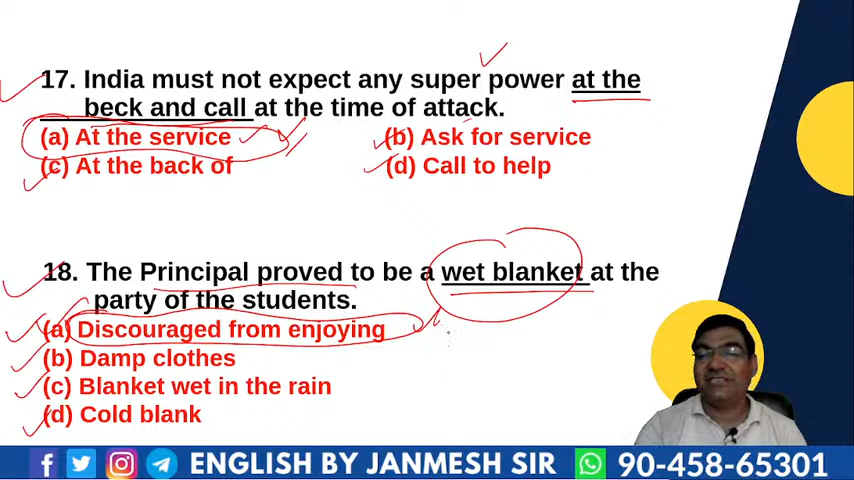 17. India must not expect any super power at the
beck and call at the time of attack.
(a) At the service
(b) Ask for service
(c) At the back of
(d) Call to help
18. The Principal proved to be a wet blanket at the
party of the students.
(a) Discouraged from enjoying
(b) Damp clothes
(c) Blanket wet in the rain
(d) Cold blank
ENGLISH BY JANMESH SIR 90-458-65301